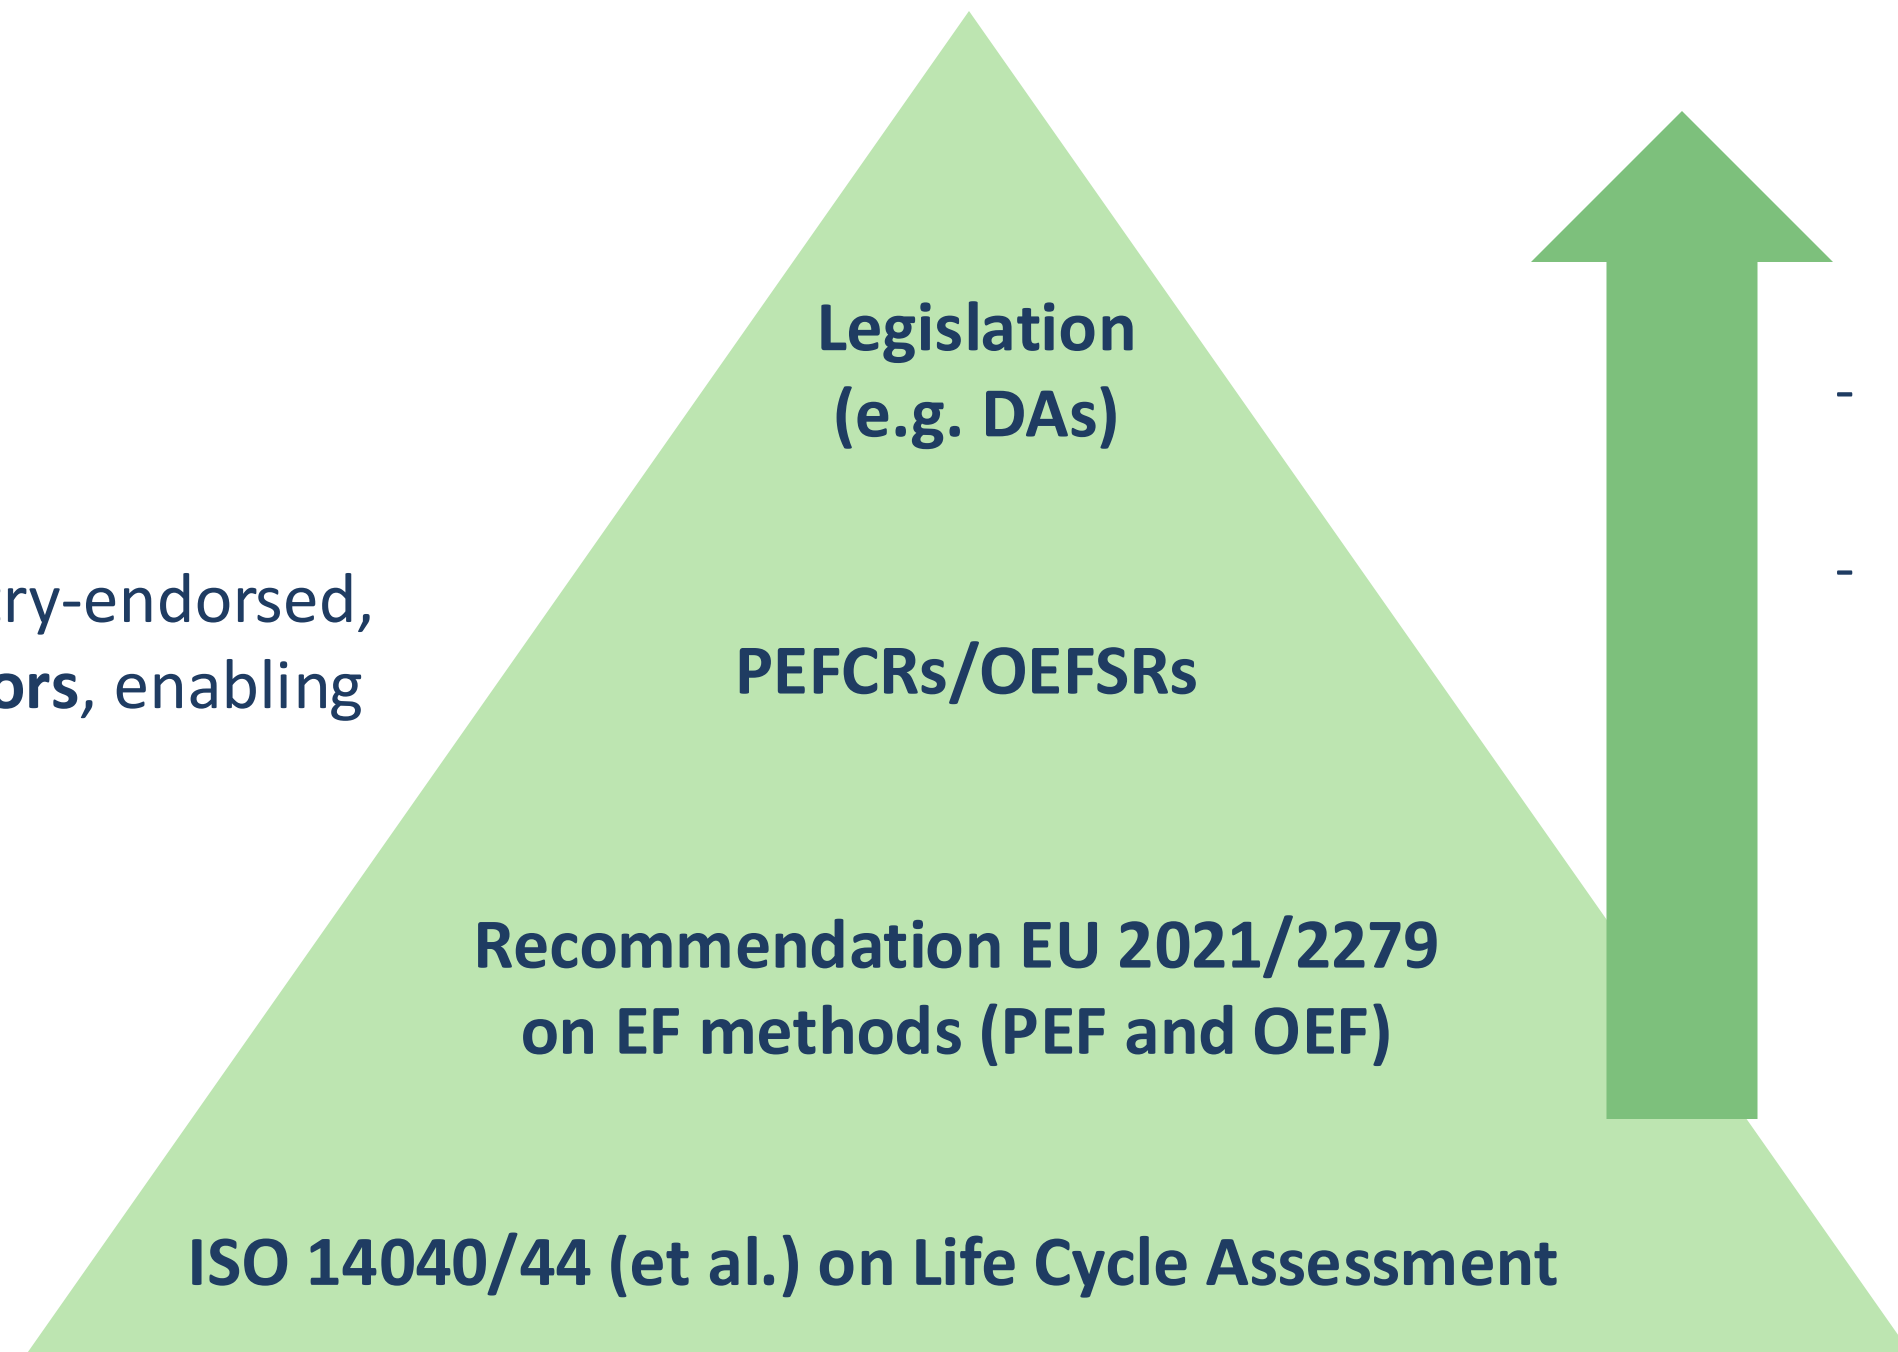 Legislation
(e.g. DAs)
-
-
ry-endorsed,
ors, enabling
PEFCRs/OEFSRs
Recommendation EU 2021/2279
on EF methods (PEF and OEF)
ISO 14040/44 (et al.) on Life Cycle Assessment